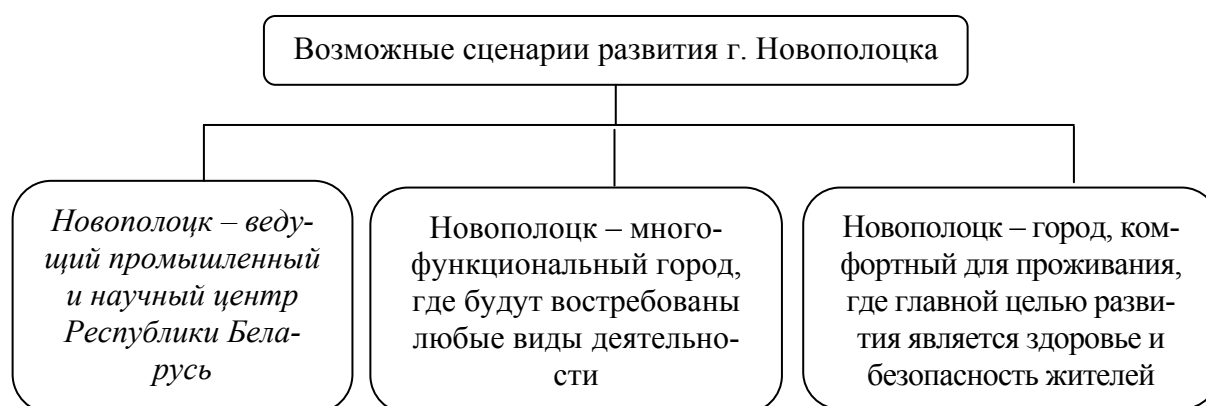 Возможные сценарии развития г. Новополоцка
Новополоцк – веду-
щий промышленный
и научный центр
Республики Бела-
русь
Новополоцк – много-
функциональный город,
где будут востребованы
любые виды деятельно-
сти
Новополоцк – город, ком-
фортный для проживания,
где главной целью разви-
тия является здоровье и
безопасность жителей